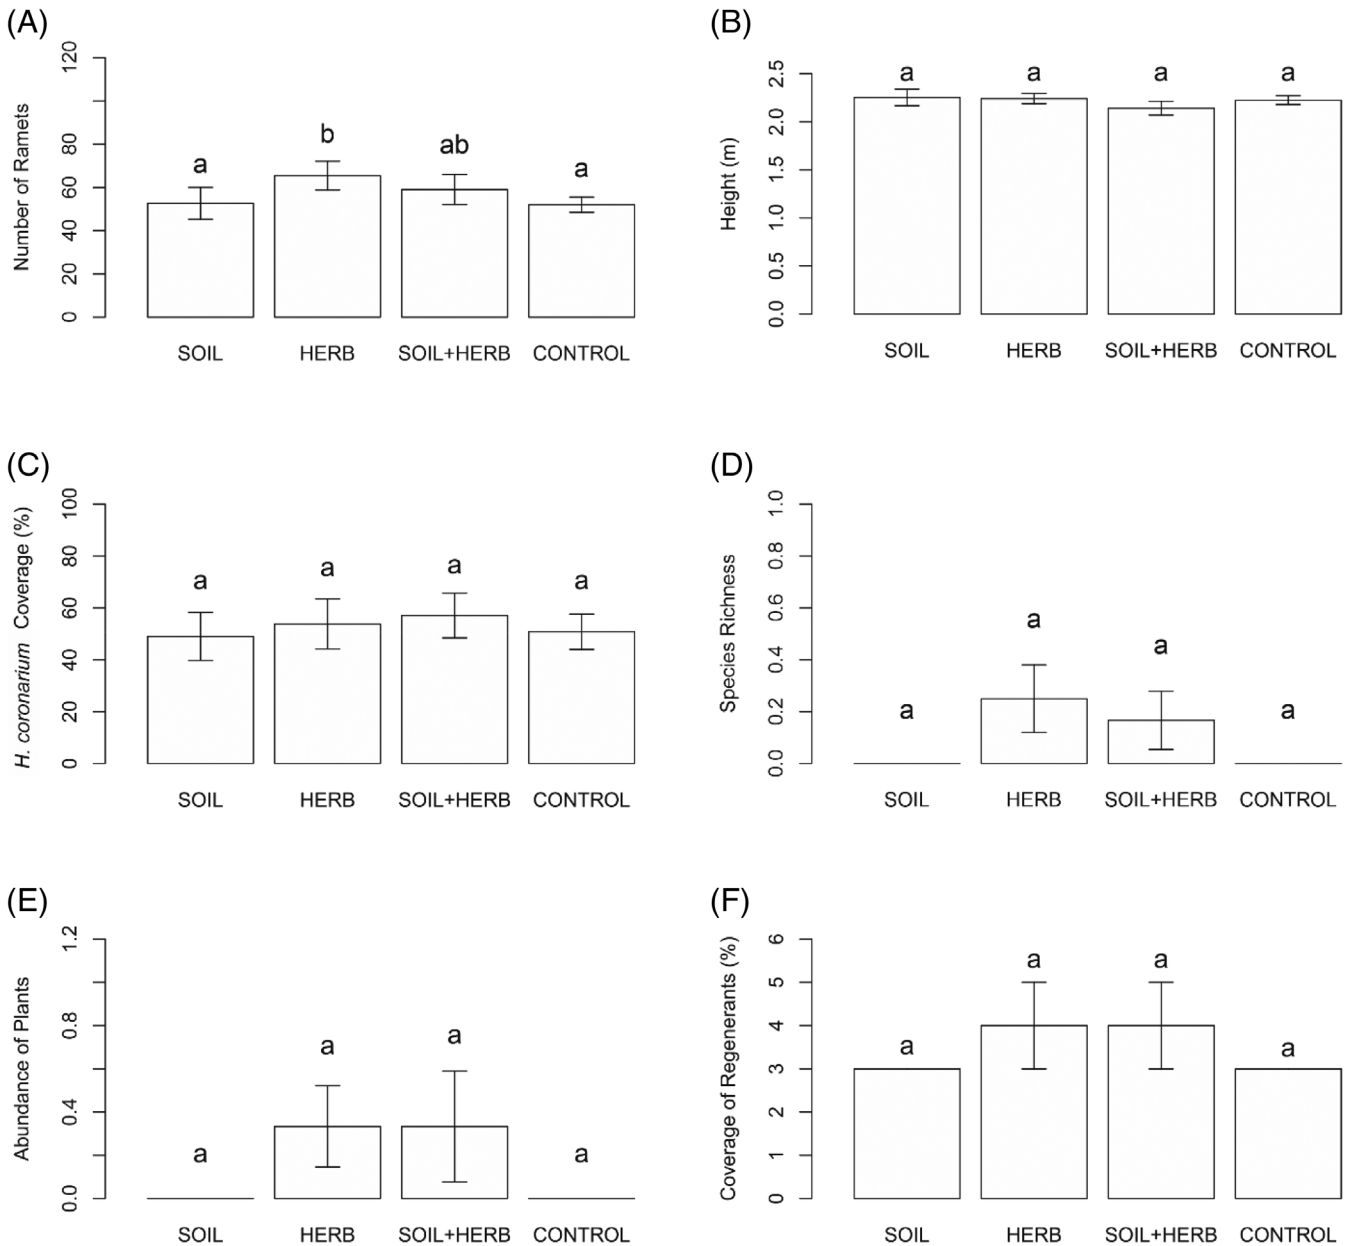 (A)
Number of Ramets
0 20 40 60 80 120
a b ab a
SOIL HERB SOIL+HERB CONTROL
(B)
Height (m)
0.0 0.5 1.0 1.5 2.0 2.5
a a a a
SOIL HERB SOIL+HERB CONTROL
(C)
H. coronarium Coverage (%)
0 20 40 60 80 100
a a a a
SOIL HERB SOIL+HERB CONTROL
(D)
Species Richness
0.0 0.2 0.4 0.6 0.8 1.0
a a a a
SOIL HERB SOIL+HERB CONTROL
(E)
Abundance of Plants
0.0 0.4 0.8 1.2
a a a a
SOIL HERB SOIL+HERB CONTROL
(F)
Coverage of Regenerants (%)
0 1 2 3 4 5 6
a a a a
SOIL HERB SOIL+HERB CONTROL